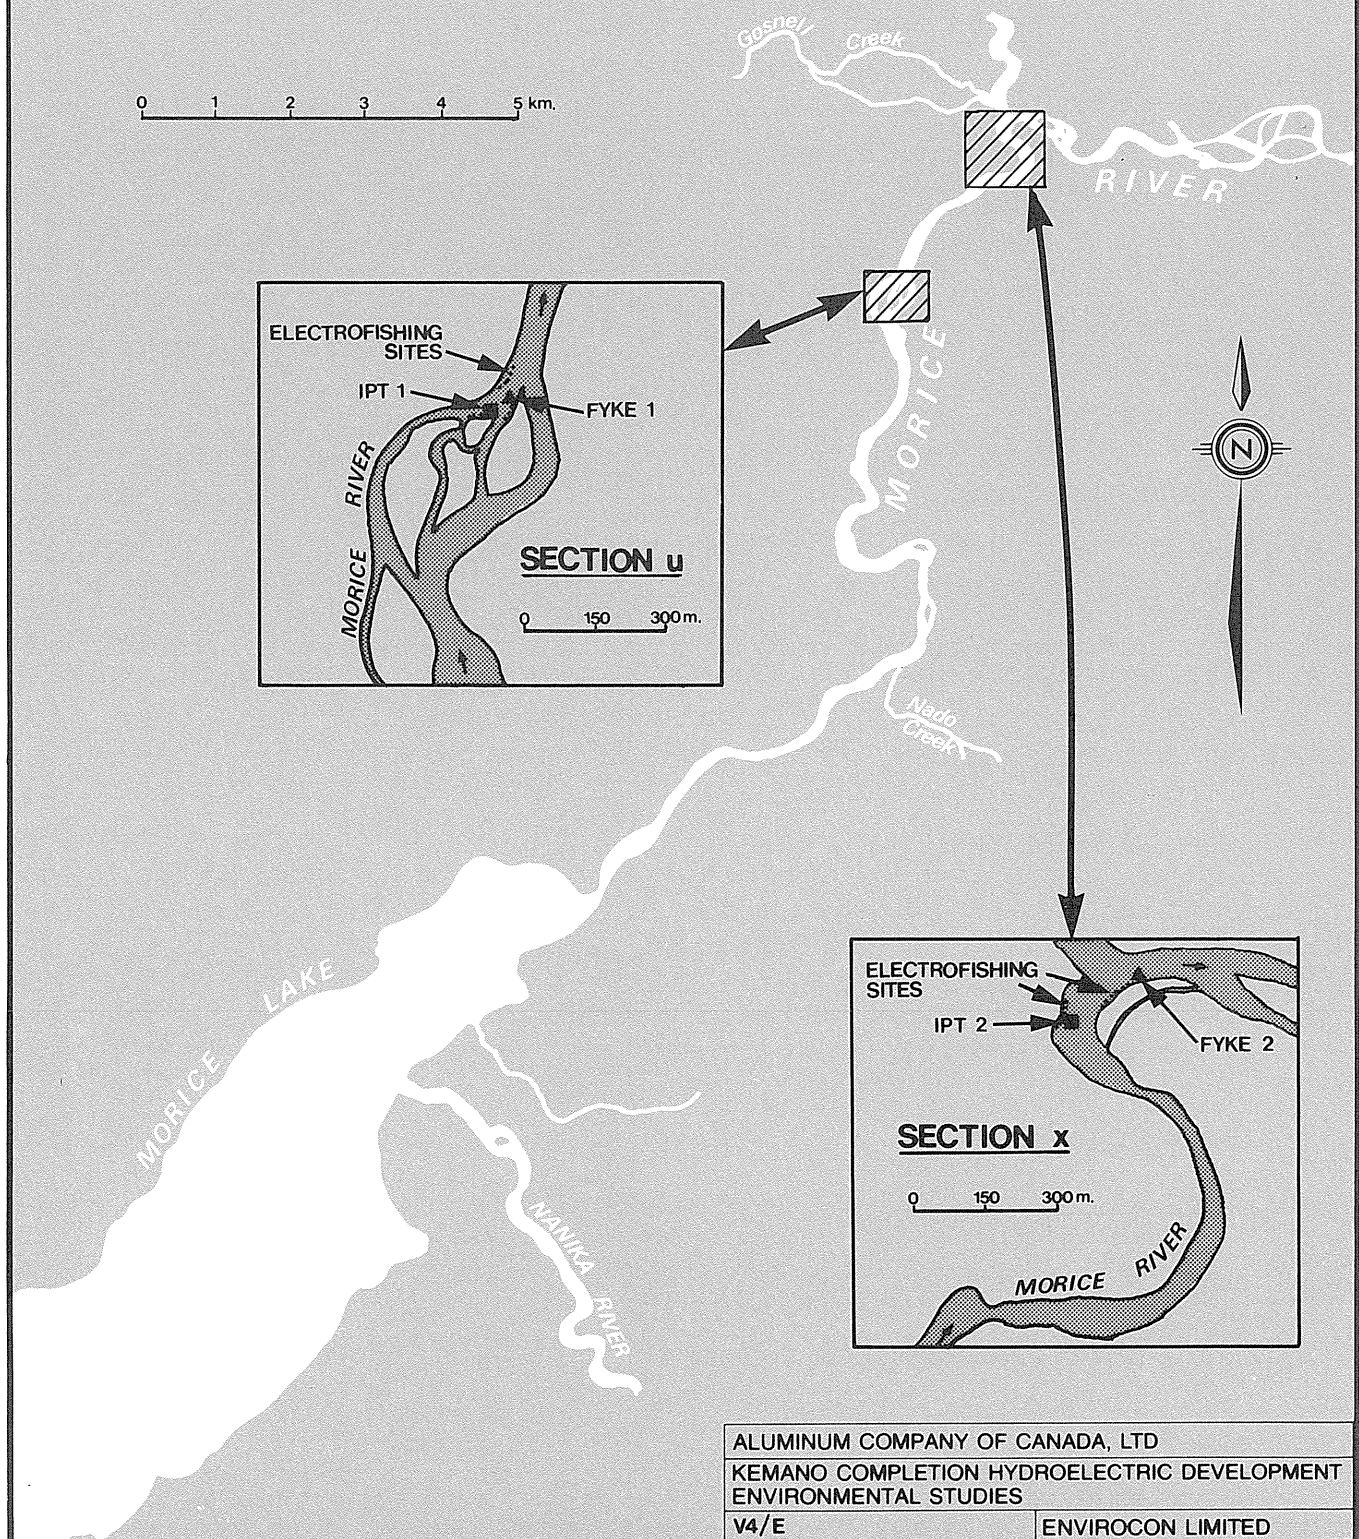 Gosnell Creek
0 1 2 3 4 5 km.
RIVER
MORICE
ELECTROFISHING
SITES
IPT 1
FYKE 1
MORICE RIVER
SECTION u
0 150 300 m.
N
Nado
Creek
MORICE LAKE
NANIKA RIVER
ELECTROFISHING
SITES
IPT 2
FYKE 2
SECTION x
0 150 300 m.
MORICE RIVER
ALUMINUM COMPANY OF CANADA, LTD
KEMANO COMPLETION HYDROELECTRIC DEVELOPMENT
ENVIRONMENTAL STUDIES
V4/E
ENVIROCON LIMITED